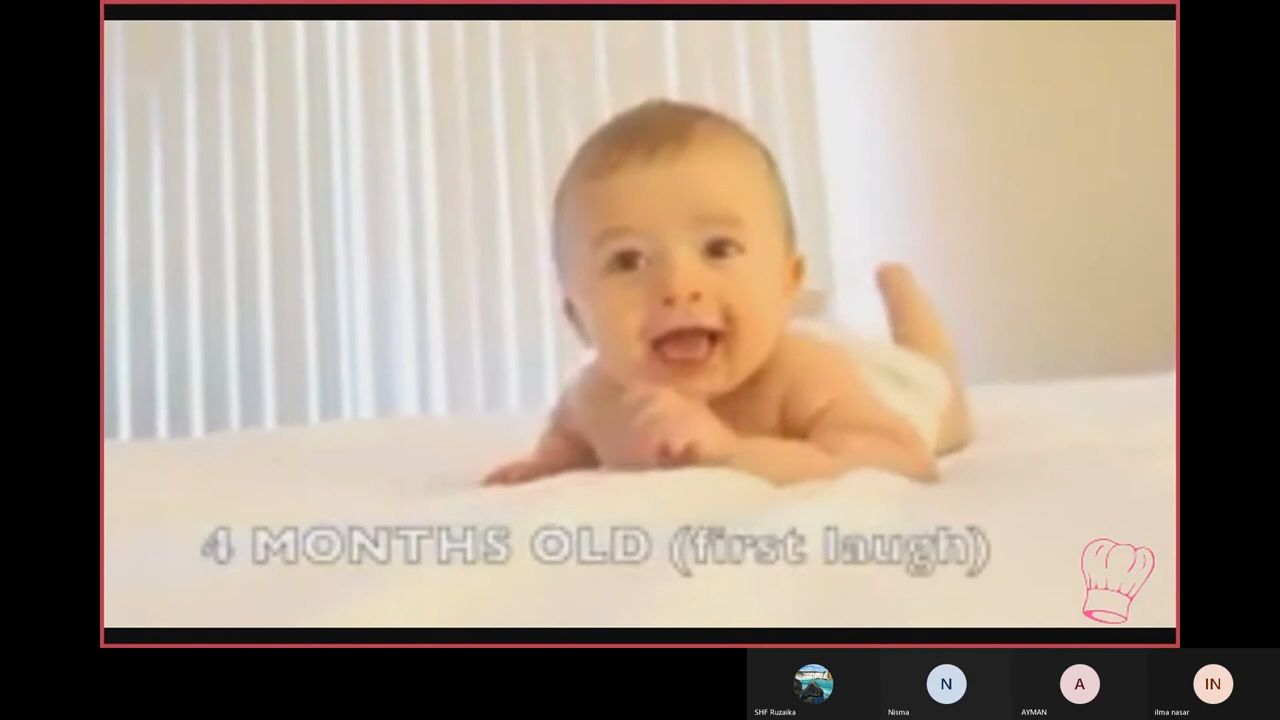 4 MONTHS OLD (first laugh)
SHF Ruzaika
N
Nisma
A
AYMAN
IN
ilma nasar